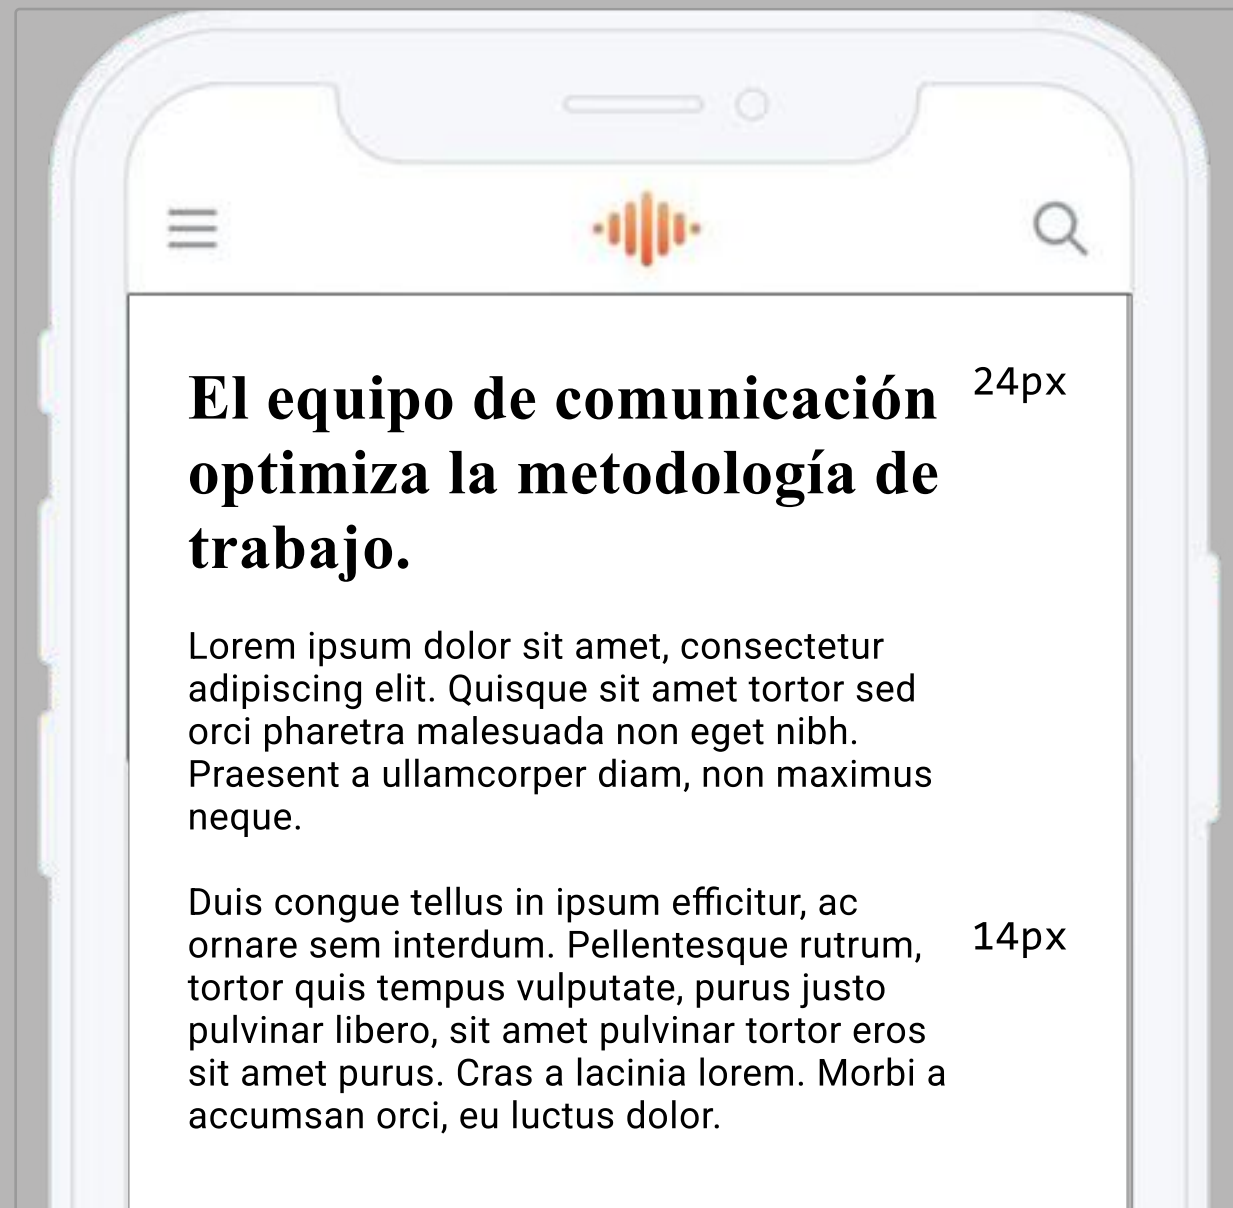 El equipo de comunicación 24px
optimiza la metodología de
trabajo.
Lorem ipsum dolor sit amet, consectetur
adipiscing elit. Quisque sit amet tortor sed
orci pharetra malesuada non eget nibh.
Praesent a ullamcorper diam, non maximus
neque.
Duis congue tellus in ipsum efficitur, ac
ornare sem interdum. Pellentesque rutrum, 14px
tortor quis tempus vulputate, purus justo
pulvinar libero, sit amet pulvinar tortor eros
sit amet purus. Cras a lacinia lorem. Morbi a
accumsan orci, eu luctus dolor.